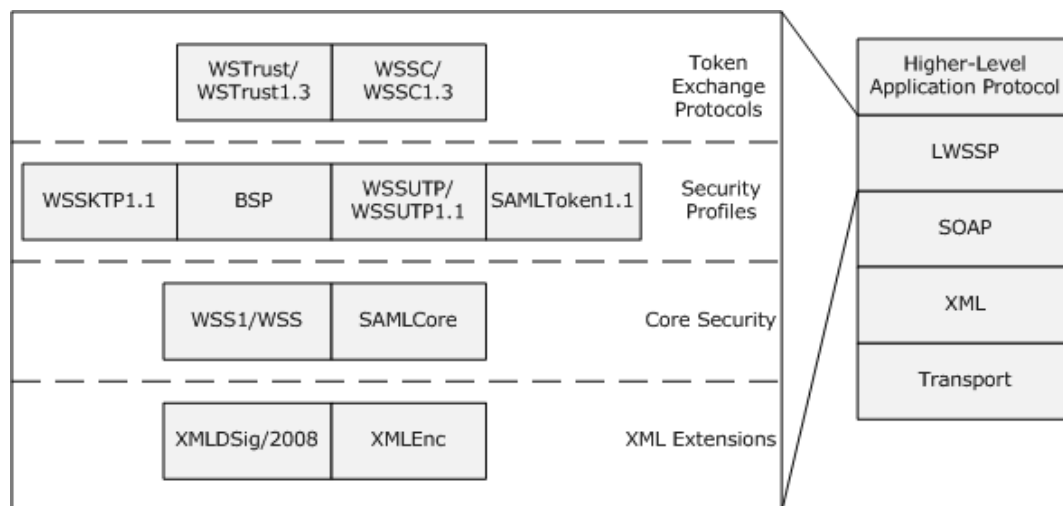 WSTrust/
WSTrust1.3
WSSC/
WSSC1.3
Token
Exchange
Protocols
WSSKTP1.1
BSP
WSSUTP/
WSSUTP1.1
SAMLToken1.1
Security
Profiles
WSS1/WSS
SAMLCore
Core Security
XMLDSig/2008
XMLEnc
XML Extensions
Higher-Level
Application Protocol
LWSSP
SOAP
XML
Transport